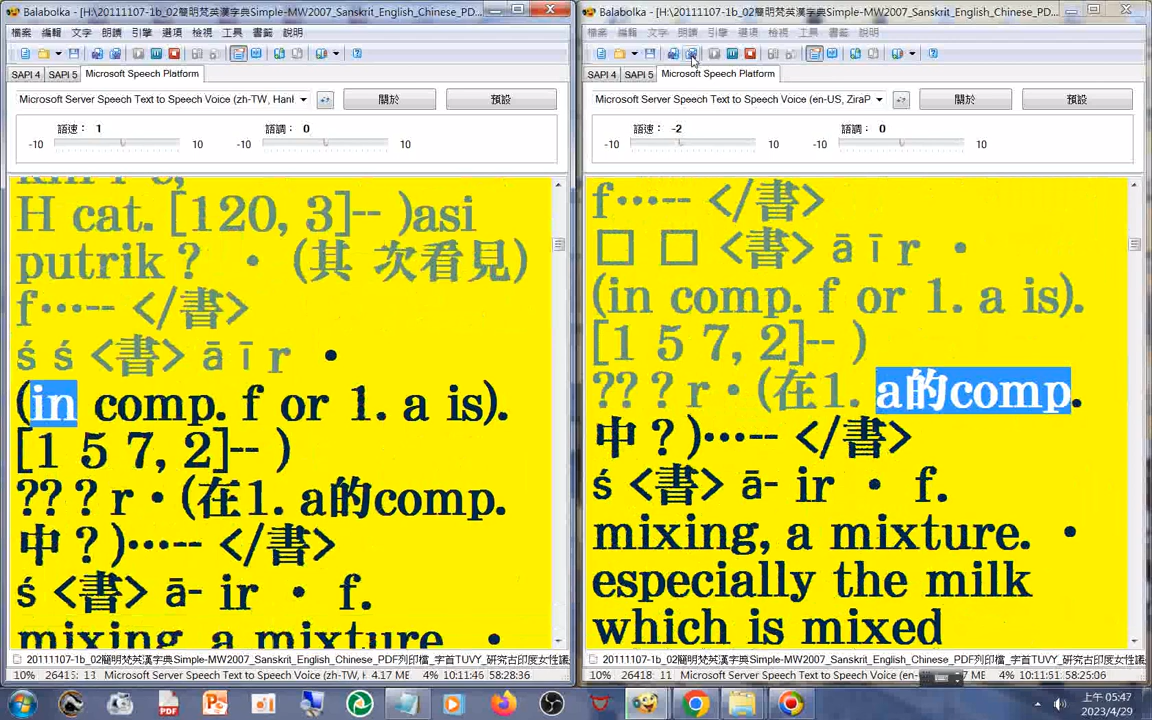 Balabolka - [H:\20111107-1b_02簡明梵英漢字典Simple-MW2007_Sanskrit_English_Chinese_PD...
檔案 編輯 文字 朗讀 引擎 選項 檢視 工具 書籤 說明
SAPI 4 SAPI 5 Microsoft Speech Platform
Microsoft Server Speech Text to Speech Voice (zh-TW, HanH
關於 預設
語速： 1 語調： 0
-10 10 -10 10
H cat. [120, 3]-- )asi
putrik？ • (其 次看見)
f⋯-- </書>
ś ś <書> ā ī r •
(in comp. f or 1. a is).
[1 5 7, 2]-- )
??？r • (在1. a的comp.
中？)⋯-- </書>
ś <書> ā- ir • f.
mixing, a mixture. •
20111107-1b_02簡明梵英漢字典Simple-MW2007_Sanskrit_English_Chinese_PDF列印檔_字首TUVY_研究古印度女性議
10% 26415: 13 Microsoft Server Speech Text to Speech Voice (zh-TW, H 4.17 MB 4% 10:11:46 58:28:36
Balabolka - [H:\20111107-1b_02簡明梵英漢字典Simple-MW2007_Sanskrit_English_Chinese_PDF...
檔案 編輯 文字 朗讀 引擎 選項 檢視 工具 書籤 說明
SAPI 4 SAPI 5 Microsoft Speech Platform
Microsoft Server Speech Text to Speech Voice (en-US, ZiraP
關於 預設
語速： -2 語調： 0
-10 10 -10 10
f⋯-- </書>
□ □ <書> ā ī r •
(in comp. f or 1. a is).
[1 5 7, 2]-- )
??？r • (在1. a的comp.
中？)⋯-- </書>
ś <書> ā- ir • f.
mixing, a mixture. •
especially the milk
which is mixed
20111107-1b_02簡明梵英漢字典Simple-MW2007_Sanskrit_English_Chinese_PDF列印檔_字首TUVY_研究古印度女性議
10% 26418: 11 Microsoft Server Speech Text to Speech Voice 4.17 MB 4% 10:11:51 58:25:06
上午 05:47
2023/4/29